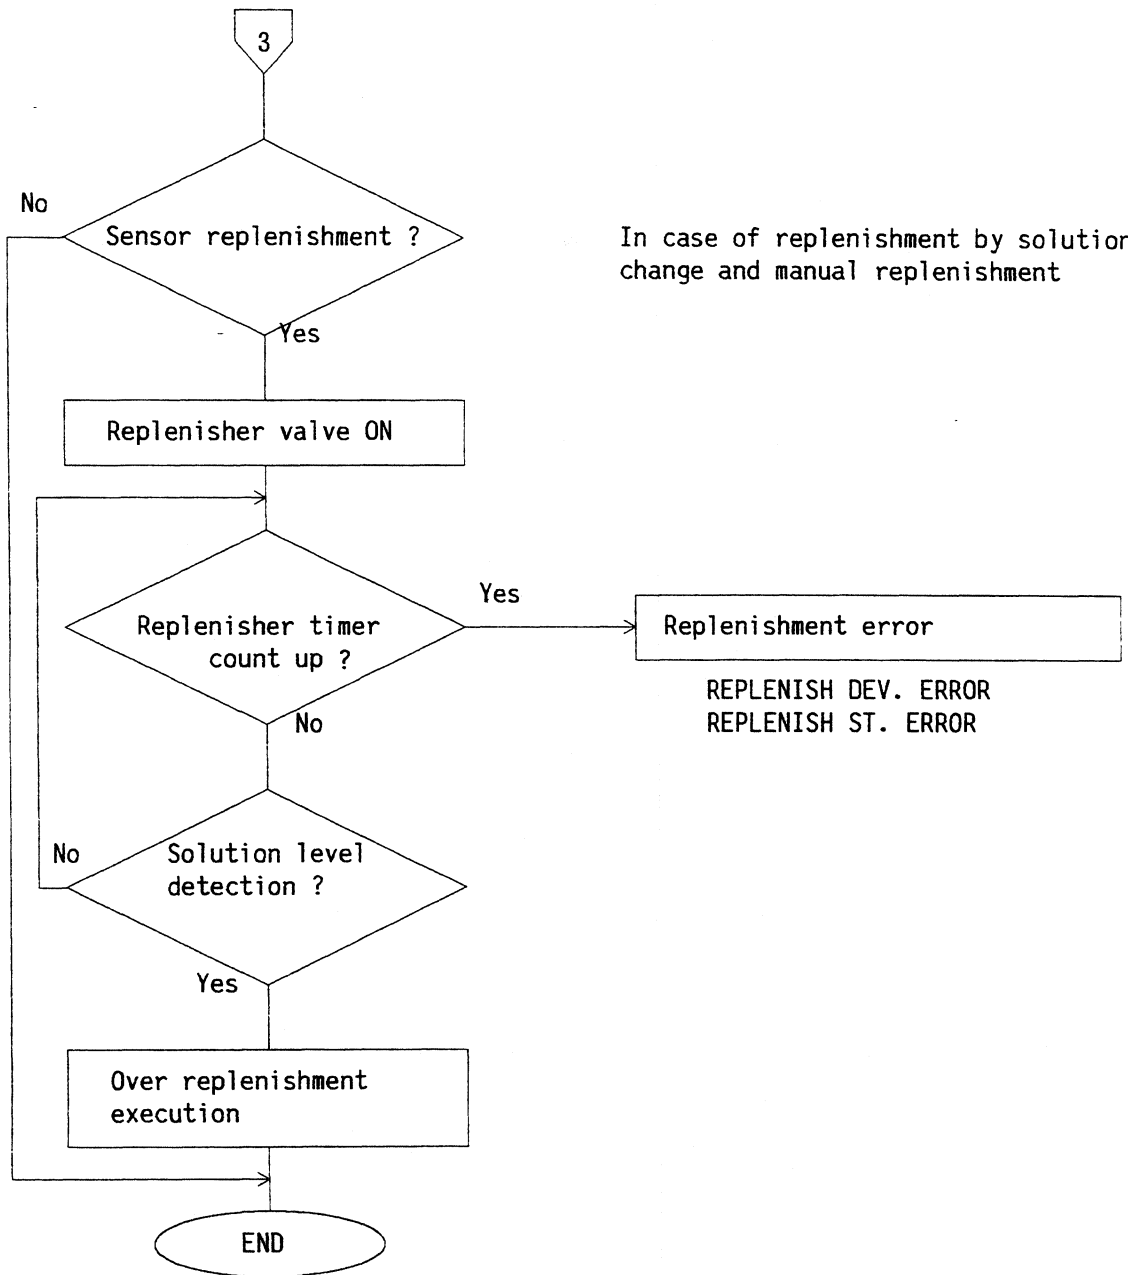 3
No
Sensor replenishment ?
In case of replenishment by solution
change and manual replenishment
Yes
Replenisher valve ON
Yes
Replenisher timer
count up ?
Replenishment error
REPLENISH DEV. ERROR
REPLENISH ST. ERROR
No
No
Solution level
detection ?
Yes
Over replenishment
execution
END